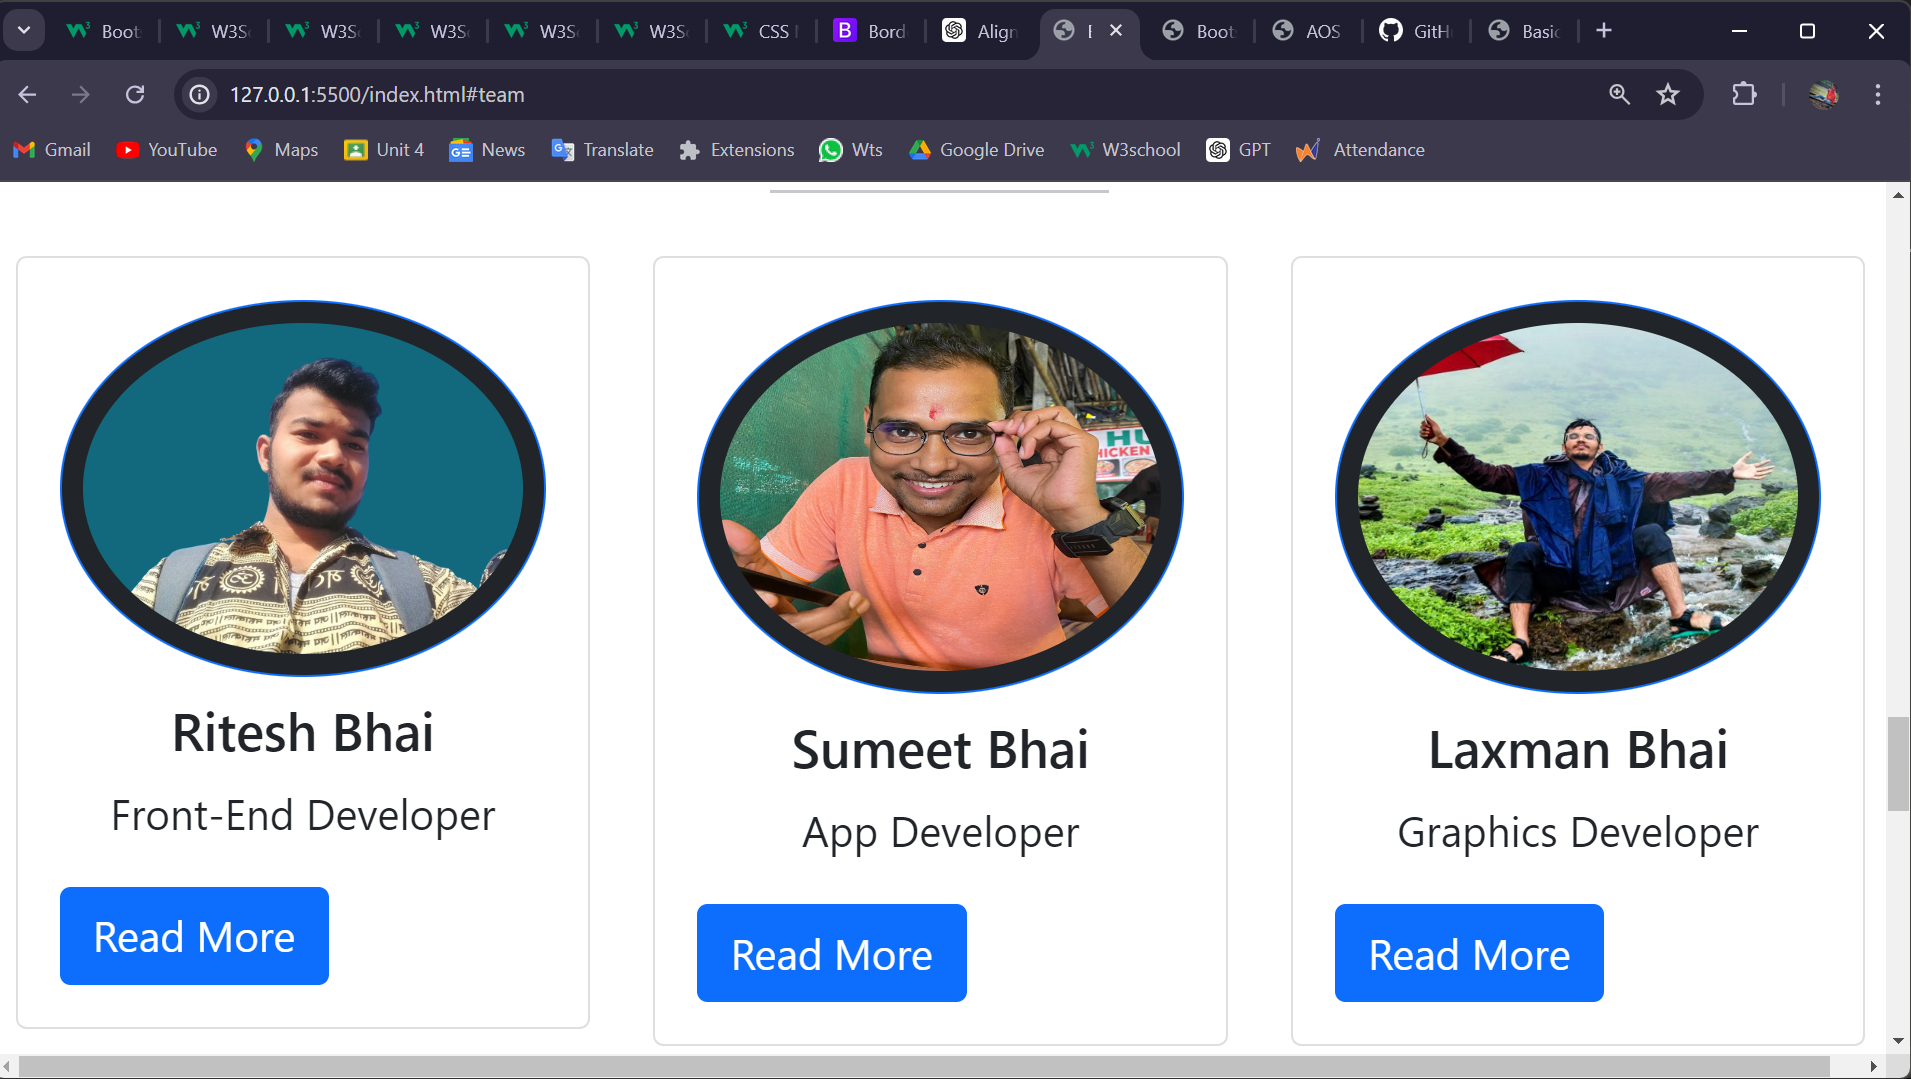 Boot W3S W3S W3S W3S W3S CSS Bord Align Boot AOS GitH Basic
127.0.0.1:5500/index.html#team
Gmail YouTube Maps Unit 4 News Translate Extensions Wts Google Drive W3school GPT Attendance
HU
HICKEN
Ritesh Bhai
Front-End Developer
Read More
Sumeet Bhai
App Developer
Read More
Laxman Bhai
Graphics Developer
Read More